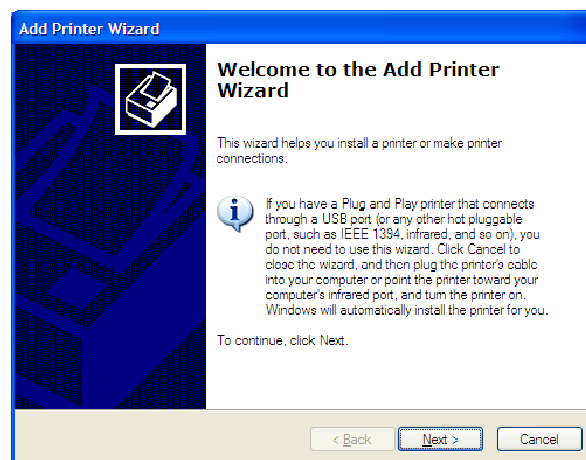 Add Printer Wizard
Welcome to the Add Printer
Wizard
This wizard helps you install a printer or make printer
connections.
If you have a Plug and Play printer that connects
through a USB port (or any other hot pluggable
port, such as IEEE 1394, infrared, and so on), you
do not need to use this wizard. Click Cancel to
close the wizard, and then plug the printer's cable
into your computer or point the printer toward your
computer's infrared port, and turn the printer on.
Windows will automatically install the printer for you.
To continue, click Next.
< Back
Next >
Cancel